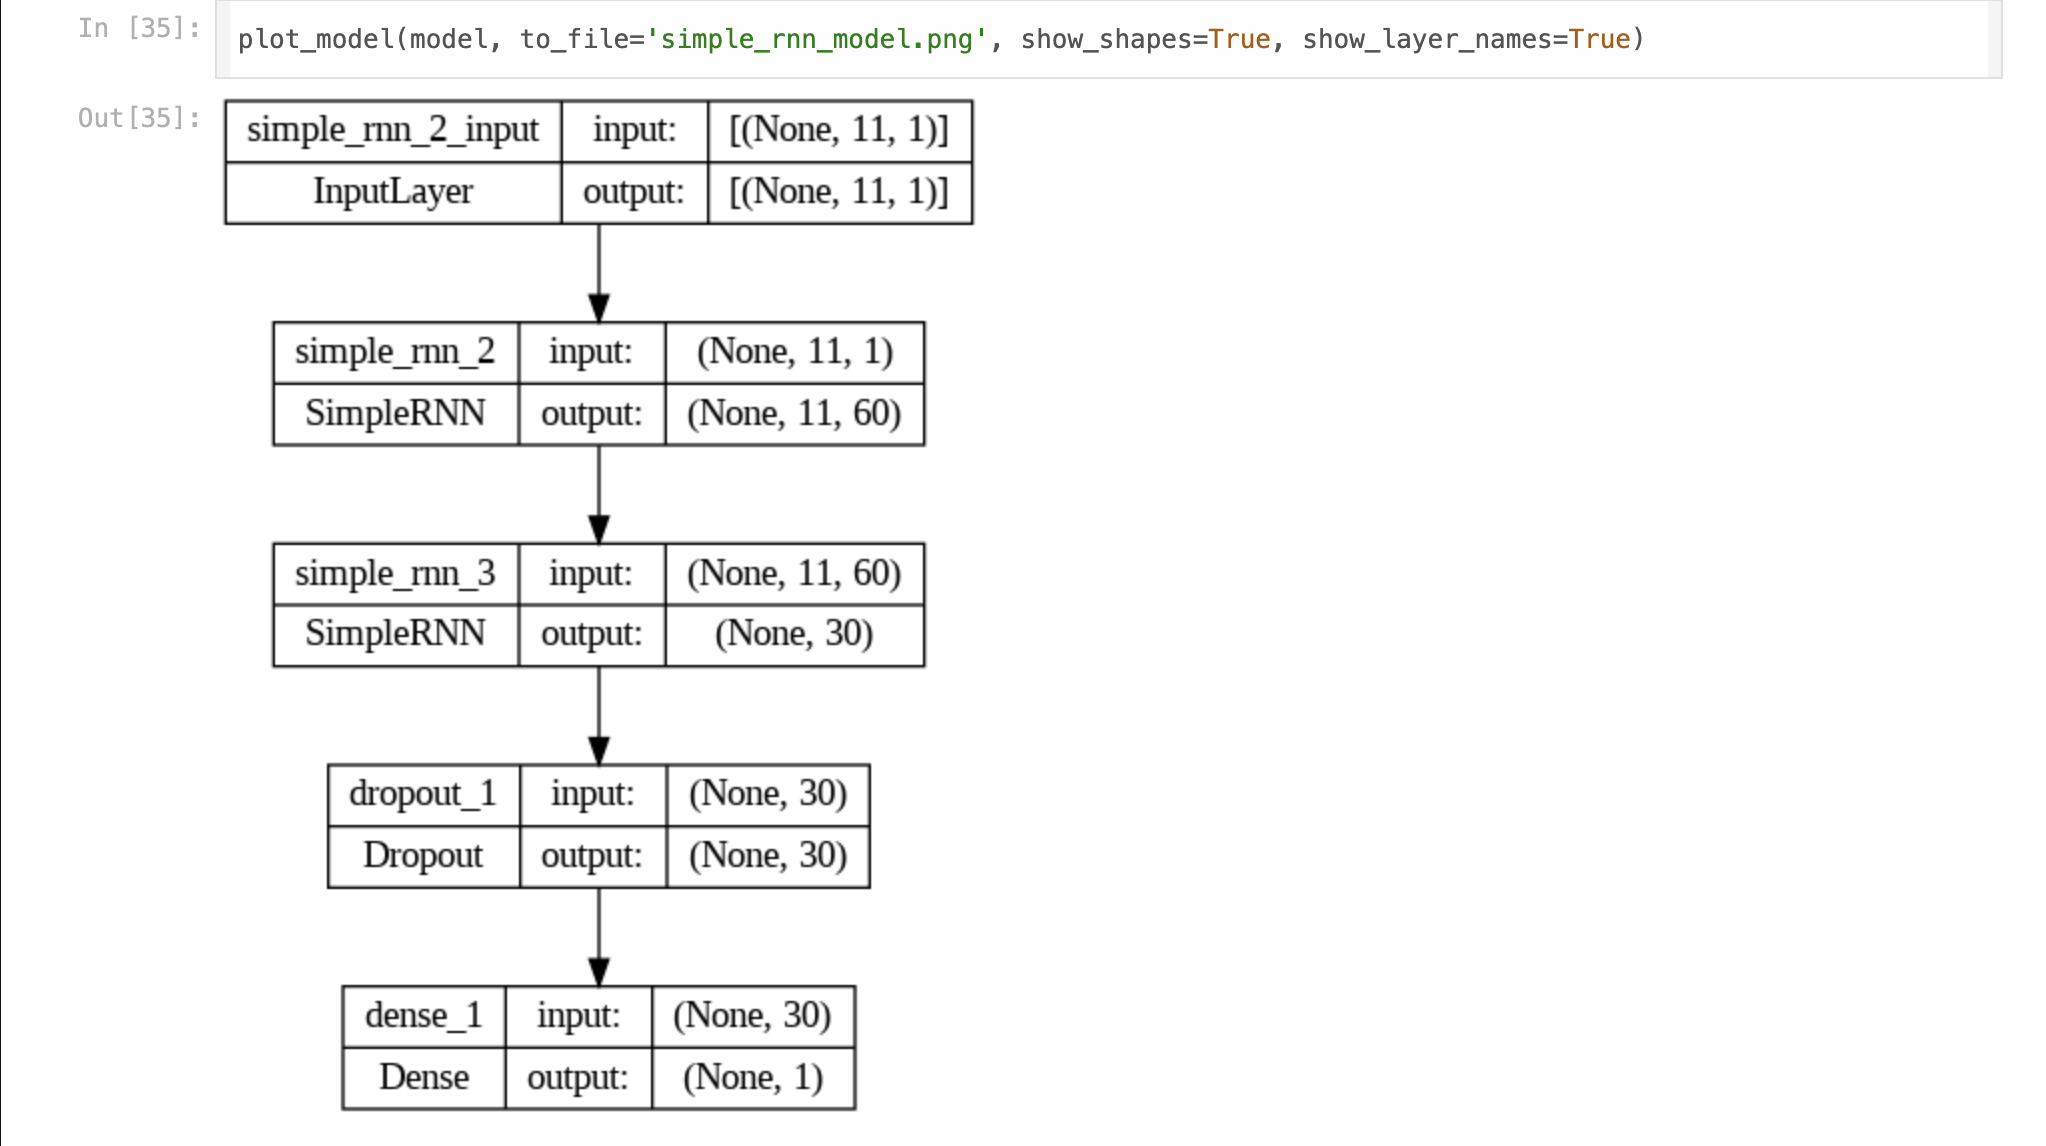 In [35]: plot_model(model, to_file='simple_rnn_model.png', show_shapes=True, show_layer_names=True)
Out[35]:
simple_rnn_2_input input: [(None, 11, 1)]
InputLayer output: [(None, 11, 1)]
simple_rnn_2 input: (None, 11, 1)
SimpleRNN output: (None, 11, 60)
simple_rnn_3 input: (None, 11, 60)
SimpleRNN output: (None, 30)
dropout_1 input: (None, 30)
Dropout output: (None, 30)
dense_1 input: (None, 30)
Dense output: (None, 1)